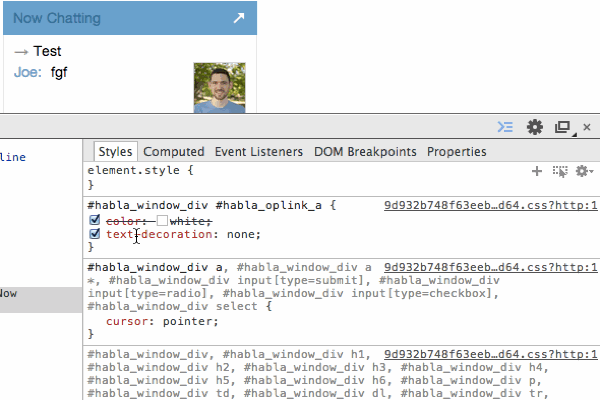 Now Chatting
→ Test
Joe: fgf
Styles Computed Event Listeners DOM Breakpoints Properties
line
element.style {
}
#habla_window_div #habla_oplink_a { 9d932b748f63eeb…d64.css?http:1
color: white;
text-decoration: none;
}
#habla_window_div a, #habla_window_div a 9d932b748f63eeb…d64.css?http:1
*, #habla_window_div input[type=submit], #habla_window_div
input[type=radio], #habla_window_div input[type=checkbox],
Now
#habla_window_div select {
cursor: pointer;
}
#habla_window_div, #habla_window_div h1, 9d932b748f63eeb…d64.css?http:1
#habla_window_div h2, #habla_window_div h3, #habla_window_div h4,
#habla_window_div h5, #habla_window_div h6, #habla_window_div p,
#habla_window_div td, #habla_window_div dl, #habla_window_div tr,